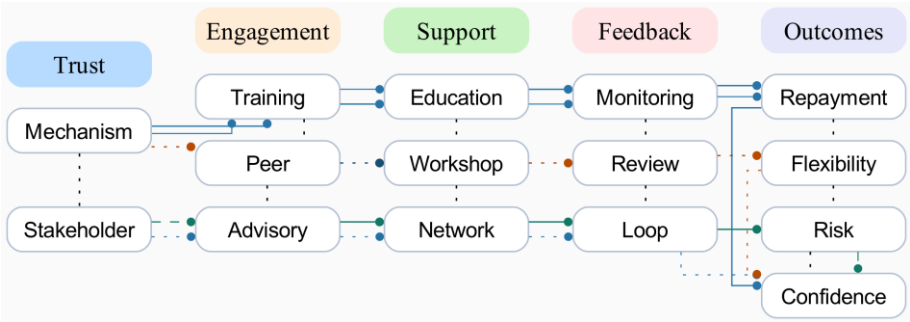 Engagement
Support
Feedback
Outcomes
Trust
Training
Education
Monitoring
Repayment
Mechanism
Peer
Workshop
Review
Flexibility
Stakeholder
Advisory
Network
Loop
Risk
Confidence